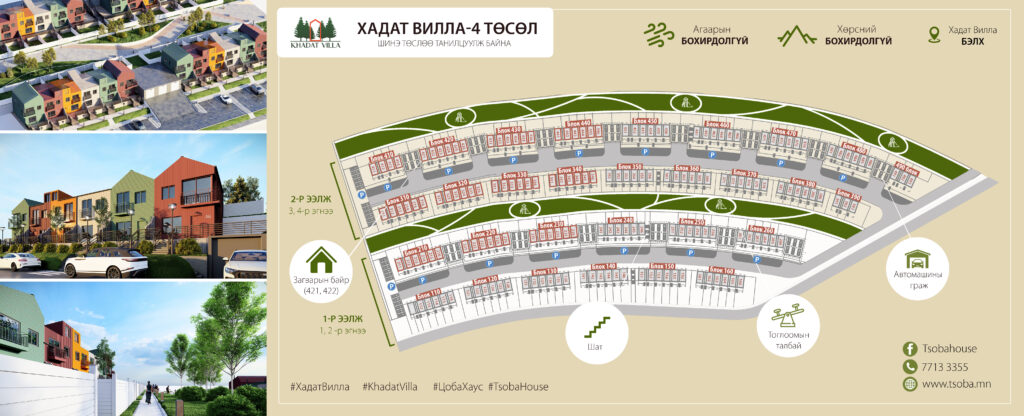 KHADAT VILLA
ХАДАТ ВИЛЛА-4 ТӨСӨЛ
ШИНЭ ТӨСЛӨӨ ТАНИЛЦУУЛЖ БАЙНА
Агаарын
БОХИРДОЛГҮЙ
Хөрсний
БОХИРДОЛГҮЙ
Хадат Вилла
БЭЛХ
2-Р ЭЭЛЖ
3, 4-р эгнээ
Блок 410
Блок 420
Блок 430
Блок 440
Блок 450
Блок 460
Блок 470
Блок 480
Блок 310
Блок 320
Блок 330
Блок 340
Блок 350
Блок 360
Блок 370
Блок 380
Блок 390
P P P P P P P P
1-Р ЭЭЛЖ
1, 2 -р эгнээ
Блок 210
Блок 220
Блок 230
Блок 240
Блок 250
Блок 260
Блок 110
Блок 120
Блок 130
Блок 140
Блок 150
Блок 160
P P P P P P
Загварын байр
(421, 422)
Шат
Тоглоомын
талбай
Автомашины
граж
#ХадатВилла #KhadatVilla #ЦобаХаус #TsobaHouse
Tsobahouse
7713 3355
www.tsoba.mn